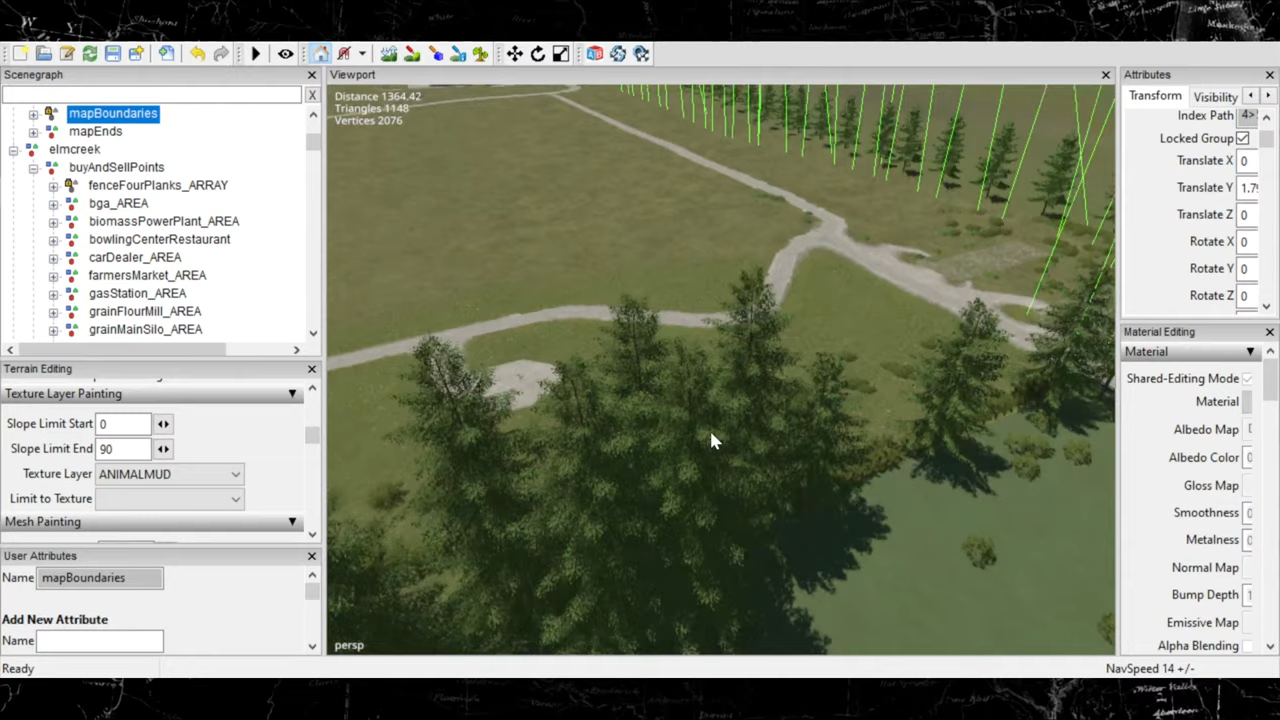 Scenegraph
X
mapBoundaries
mapEnds
elmcreek
buyAndSellPoints
fenceFourPlanks_ARRAY
bga_AREA
biomassPowerPlant_AREA
bowlingCenterRestaurant
carDealer_AREA
farmersMarket_AREA
gasStation_AREA
grainFlourMill_AREA
grainMainSilo_AREA
Terrain Editing
Texture Layer Painting
Slope Limit Start 0
Slope Limit End 90
Texture Layer ANIMALMUD
Limit to Texture
Mesh Painting
User Attributes
Name mapBoundaries
Add New Attribute
Name
Ready
Viewport
Distance 1364.42
Triangles 1148
Vertices 2076
persp
Attributes
Transform Visibility
Index Path 4>
Locked Group
Translate X 0
Translate Y 1.7
Translate Z 0
Rotate X 0
Rotate Y 0
Rotate Z 0
Material Editing
Material
Shared-Editing Mode
Material
Albedo Map
Albedo Color
Gloss Map
Smoothness
Metalness
Normal Map
Bump Depth
Emissive Map
Alpha Blending
NavSpeed 14 +/-